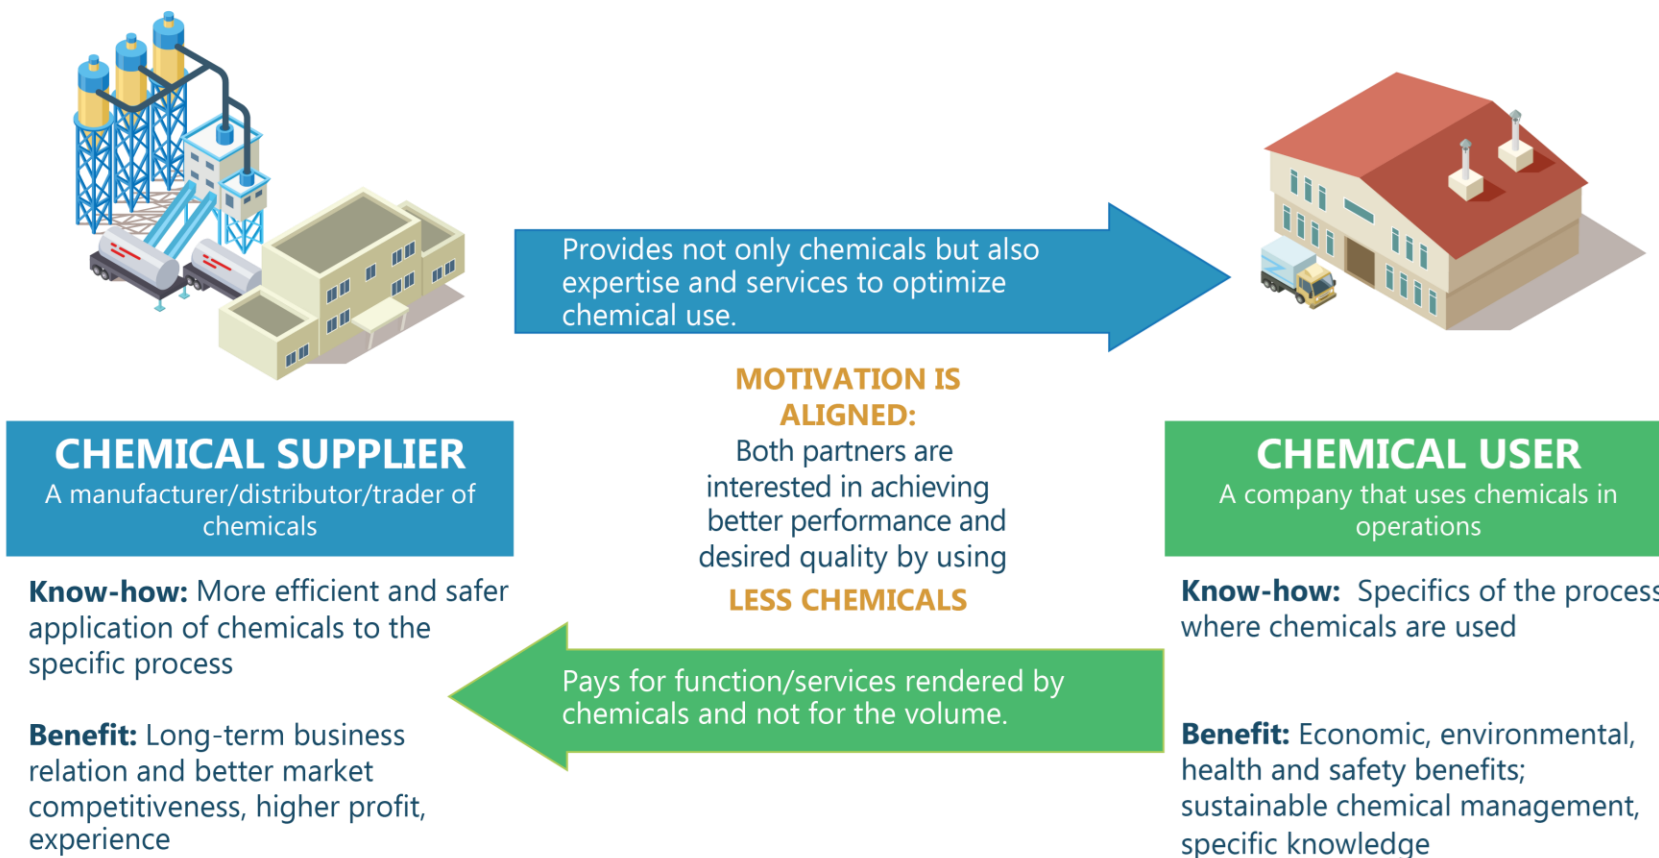 Provides not only chemicals but also
expertise and services to optimize
chemical use.
MOTIVATION IS
ALIGNED:
Both partners are
interested in achieving
better performance and
desired quality by using
LESS CHEMICALS
CHEMICAL SUPPLIER
A manufacturer/distributor/trader of
chemicals
Know-how: More efficient and safer
application of chemicals to the
specific process
Benefit: Long-term business
relation and better market
competitiveness, higher profit,
experience
CHEMICAL USER
A company that uses chemicals in
operations
Know-how: Specifics of the process
where chemicals are used
Benefit: Economic, environmental,
health and safety benefits;
sustainable chemical management,
specific knowledge
Pays for function/services rendered by
chemicals and not for the volume.